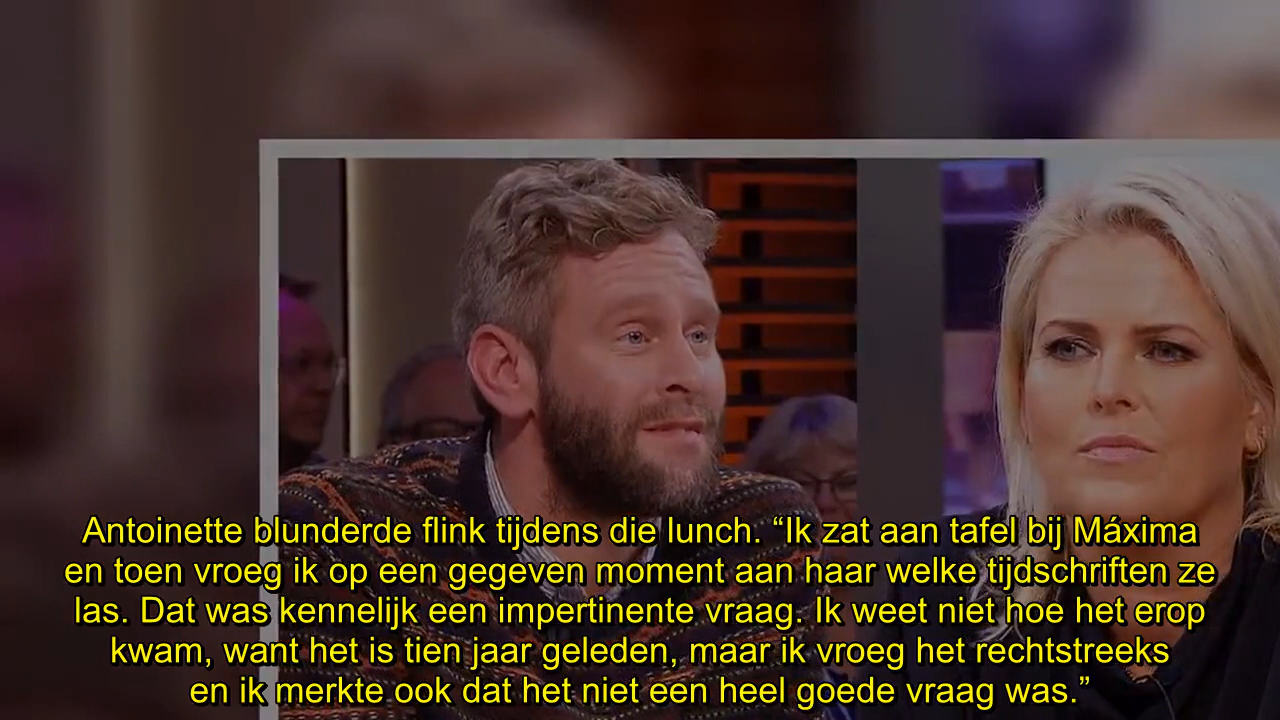 Antoinette blunderde flink tijdens die lunch. “Ik zat aan tafel bij Máxima
en toen vroeg ik op een gegeven moment aan haar welke tijdschriften ze
las. Dat was kennelijk een impertinente vraag. Ik weet niet hoe het erop
kwam, want het is tien jaar geleden, maar ik vroeg het rechtstreeks
en ik merkte ook dat het niet een heel goede vraag was.”